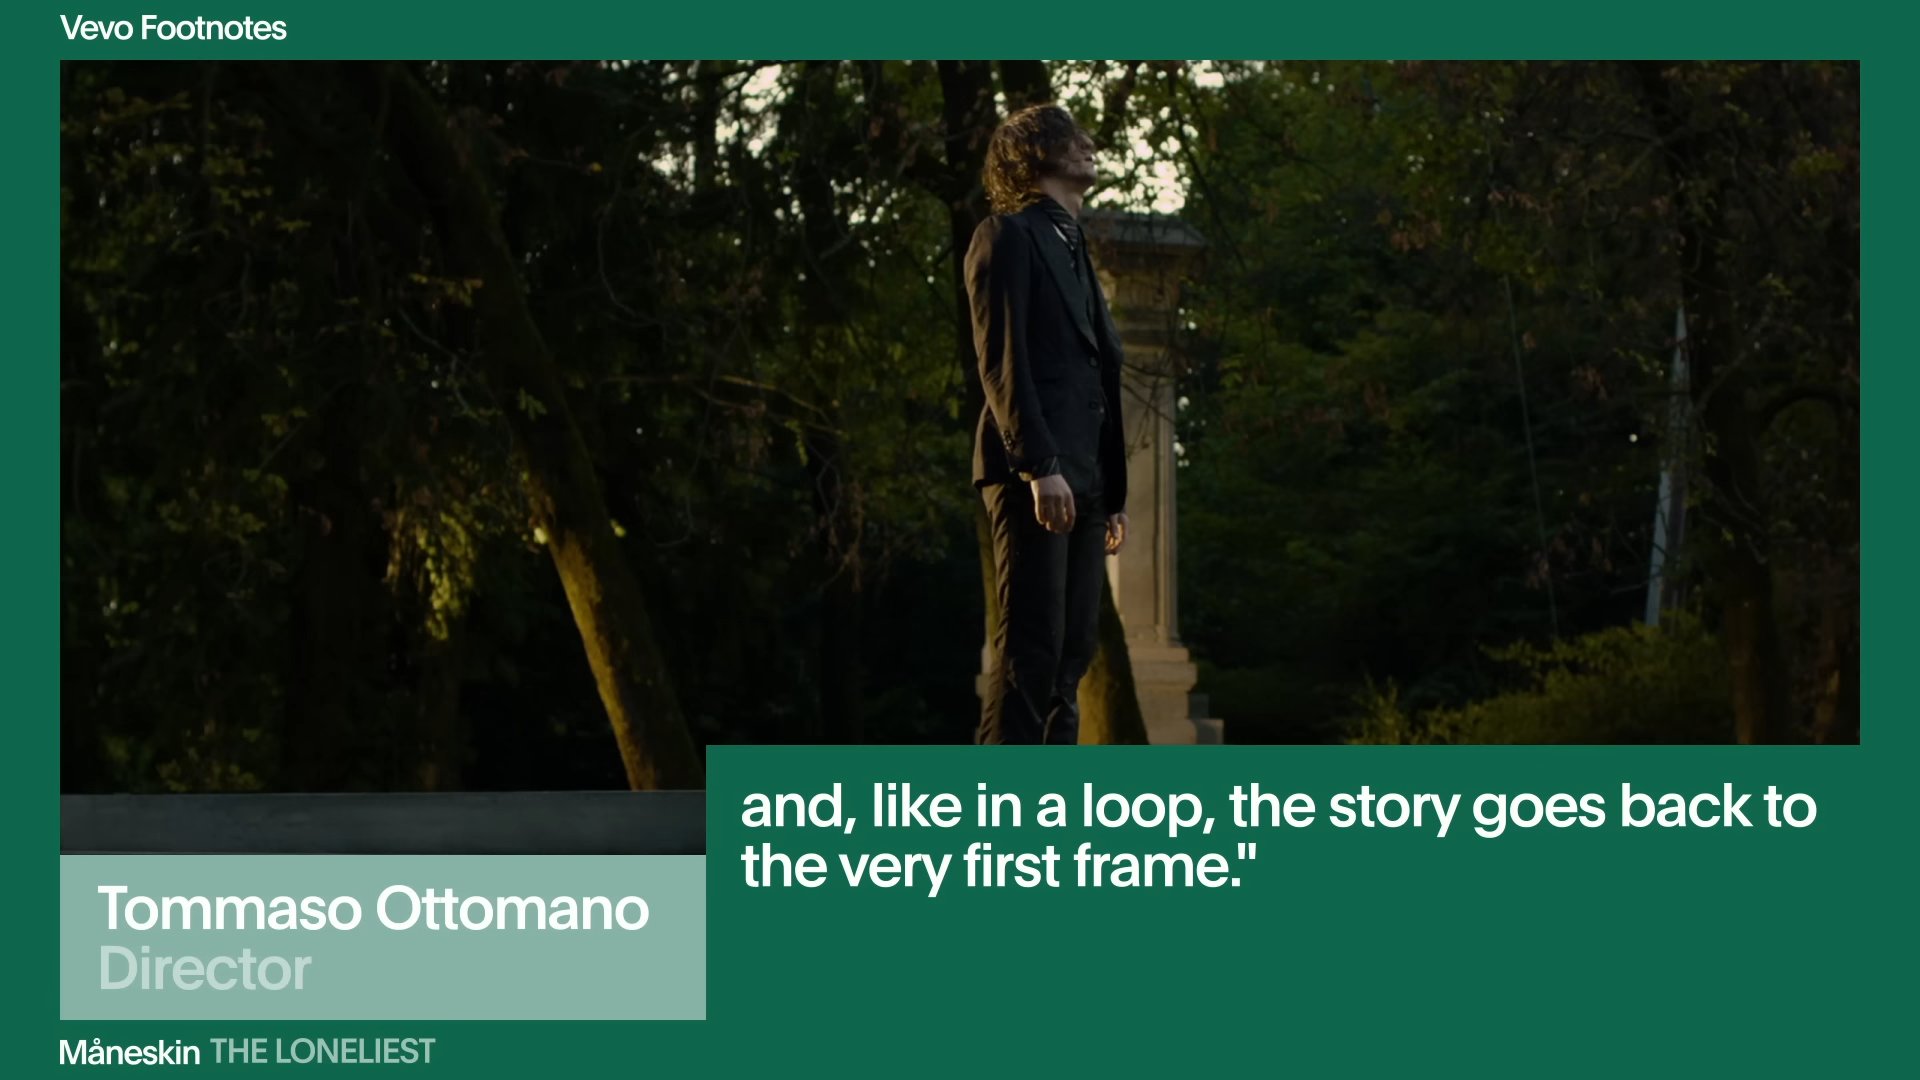 Vevo Footnotes
and, like in a loop, the story goes back to
the very first frame."
Tommaso Ottomano
Director
Måneskin THE LONELIEST